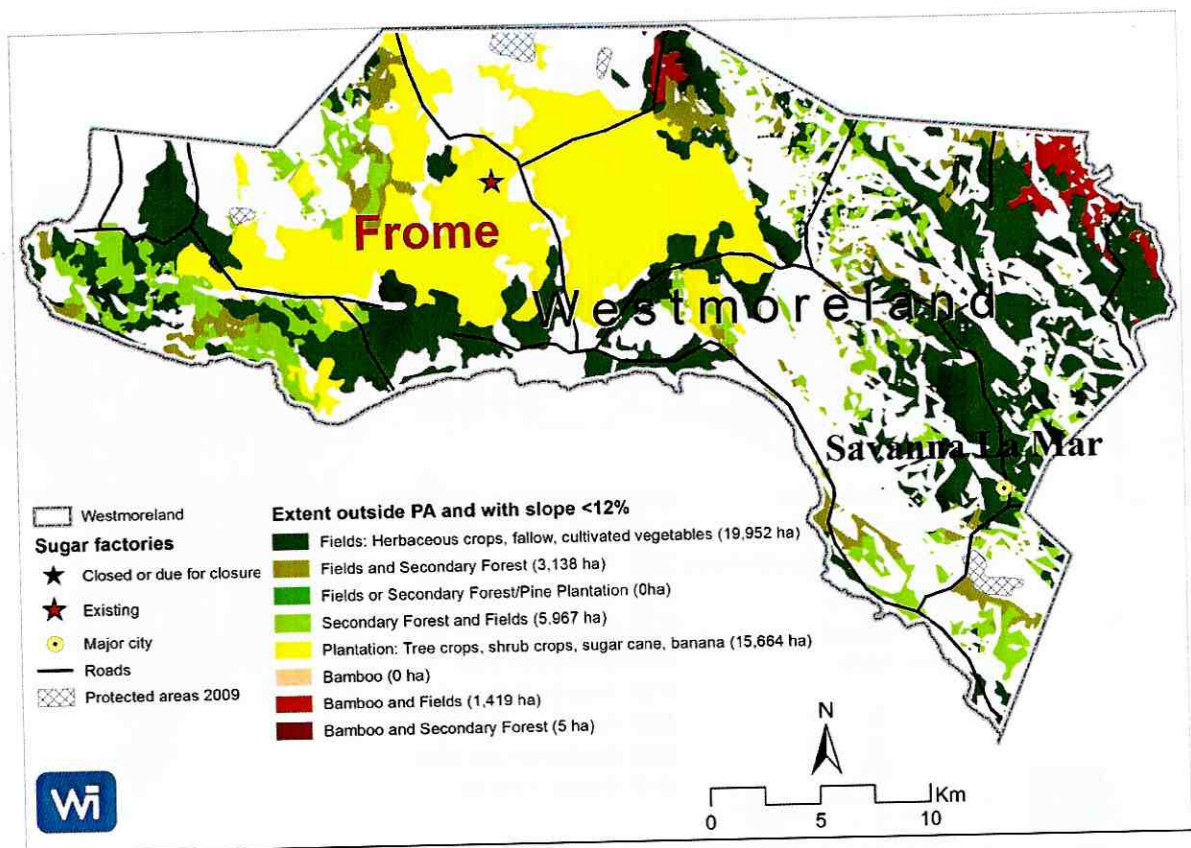 Frome
Westmoreland
Savanna La Mar
Westmoreland
Sugar factories
Closed or due for closure
Existing
Major city
Roads
Protected areas 2009
Extent outside PA and with slope <12%
Fields: Herbaceous crops, fallow, cultivated vegetables (19,952 ha)
Fields and Secondary Forest (3,138 ha)
Fields or Secondary Forest/Pine Plantation (0ha)
Secondary Forest and Fields (5.967 ha)
Plantation: Tree crops, shrub crops, sugar cane, banana (15,664 ha)
Bamboo (0 ha)
Bamboo and Fields (1,419 ha)
Bamboo and Secondary Forest (5 ha)
N
Km
0 5 10
Wi